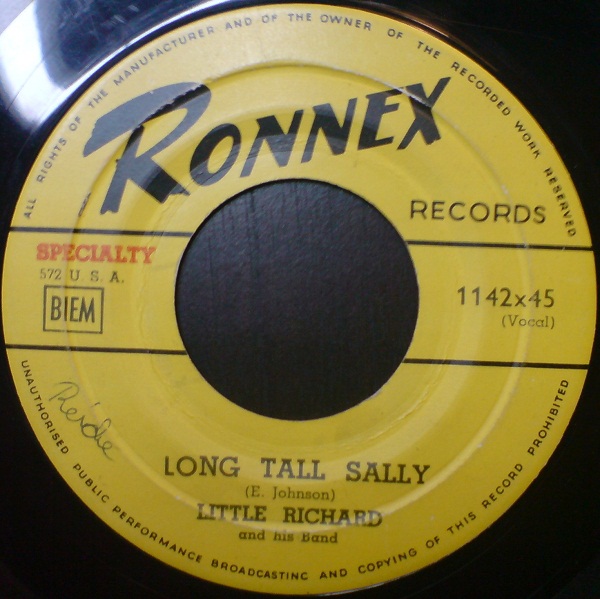 ALL RIGHTS OF THE MANUFACTURER AND OF THE OWNER OF THE RECORDED WORK RESERVED
RONNEX
RECORDS
SPECIALTY
572 U. S. A.
BIEM
1142x45
(Vocal)
LONG TALL SALLY
(E. Johnson)
LITTLE RICHARD
and his Band
UNAUTHORISED PUBLIC PERFORMANCE BROADCASTING AND COPYING OF THIS RECORD PROHIBITED